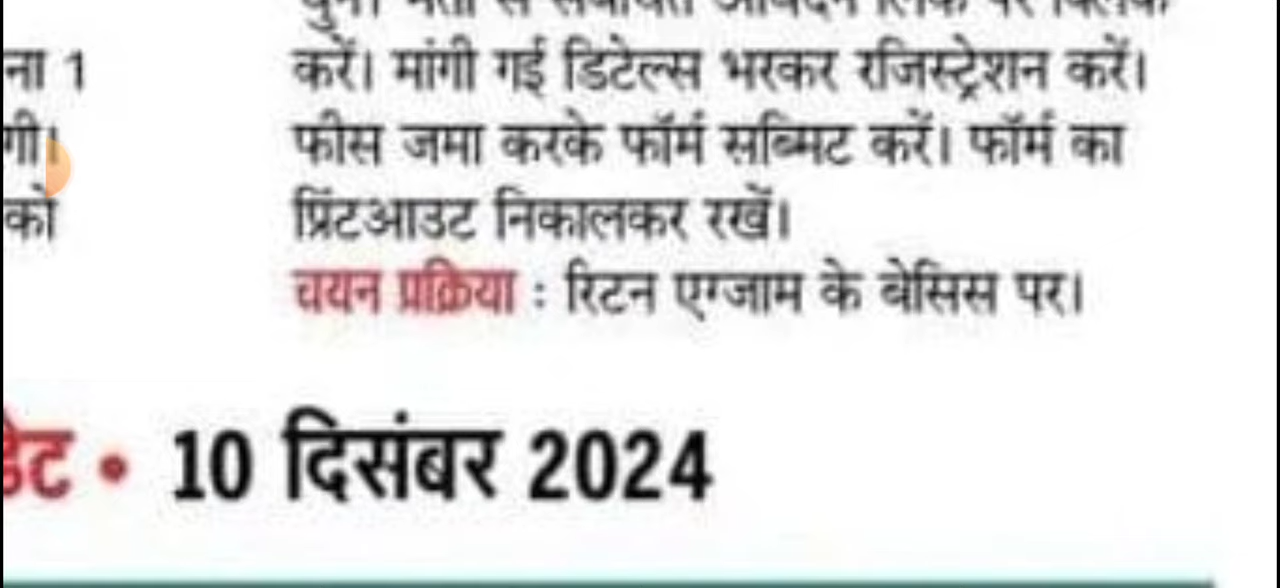 ना 1
गी।
को
करें। मांगी गई डिटेल्स भरकर रजिस्ट्रेशन करें।
फीस जमा करके फॉर्म सब्मिट करें। फॉर्म का
प्रिंटआउट निकालकर रखें।
चयन प्रक्रिया : रिटन एग्जाम के बेसिस पर।
डेट • 10 दिसंबर 2024